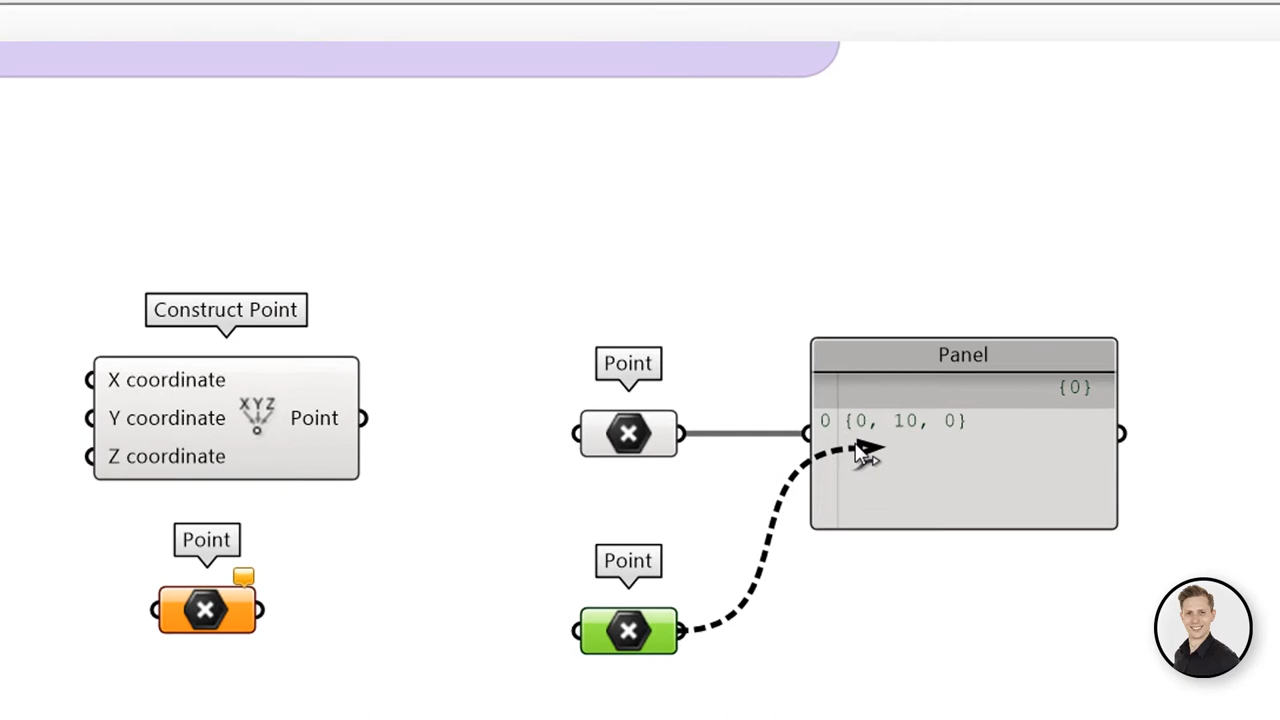 Construct Point
X coordinate
Y coordinate
Z coordinate
XYZ
Point
Point
Point
Point
Panel
{0}
0 {0, 10, 0}